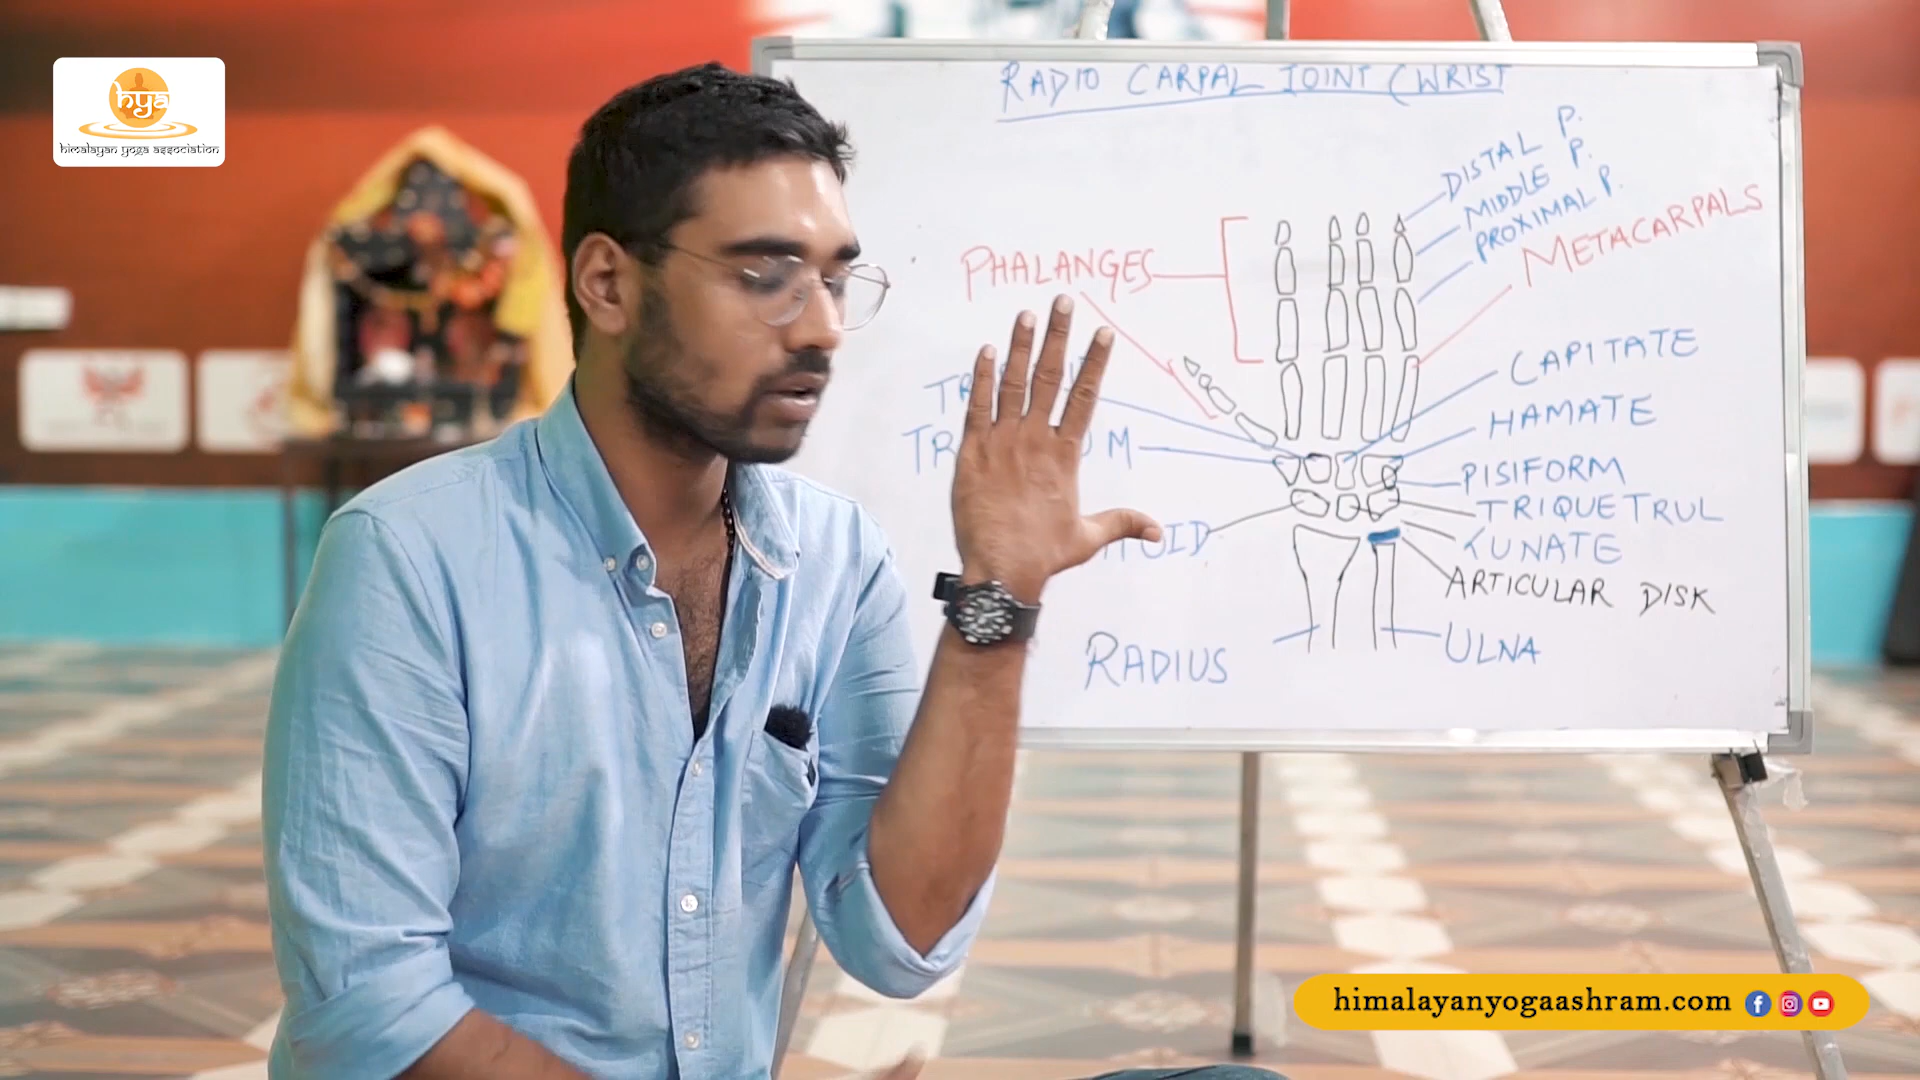 hya
himalayan yoga association
RADIO CARPAL JOINT (WRIST
DISTAL P.
MIDDLE P.
PROXIMAL P.
METACARPALS
PHALANGES
CAPITATE
HAMATE
PISIFORM
TRIQUETRUL
LUNATE
ARTICULAR DISK
RADIUS
ULNA
himalayanyogaashram.com